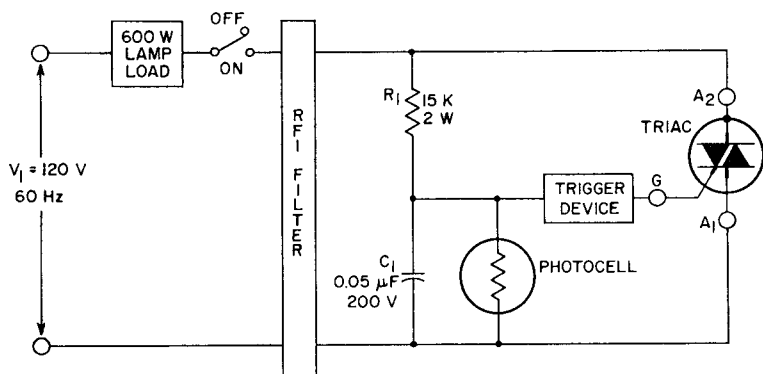 OFF
600 W
LAMP
LOAD
ON
V1 = 120 V
60 Hz
RFI FILTER
R1
15 K
2 W
C1
0.05 μF
200 V
PHOTOCELL
TRIGGER
DEVICE
G
A2
TRIAC
A1